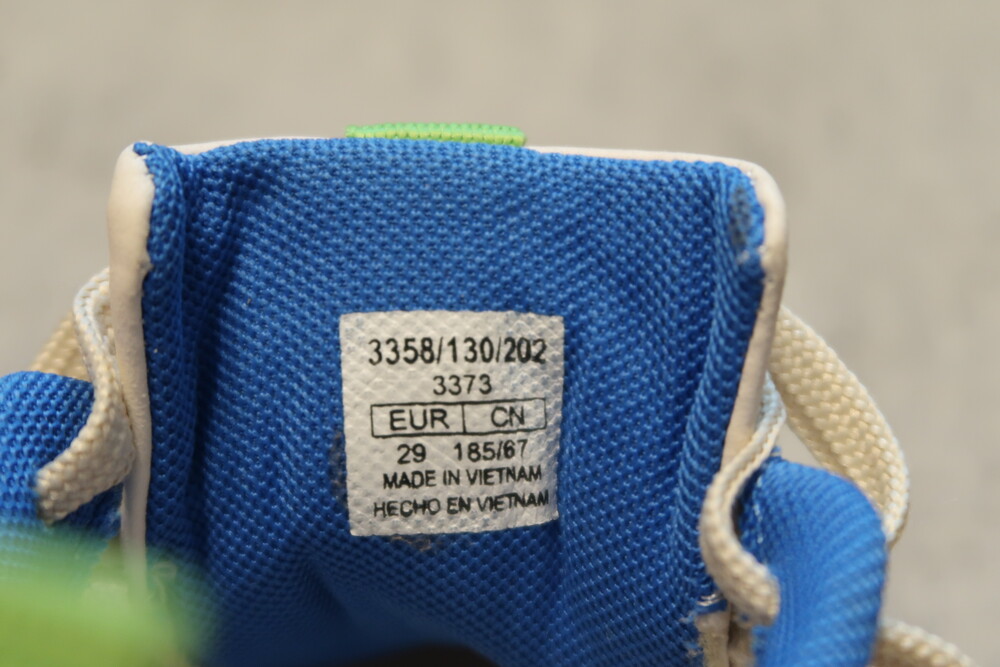 3358/130/202
3373
EUR CN
29 185/67
MADE IN VIETNAM
HECHO EN VIETNAM